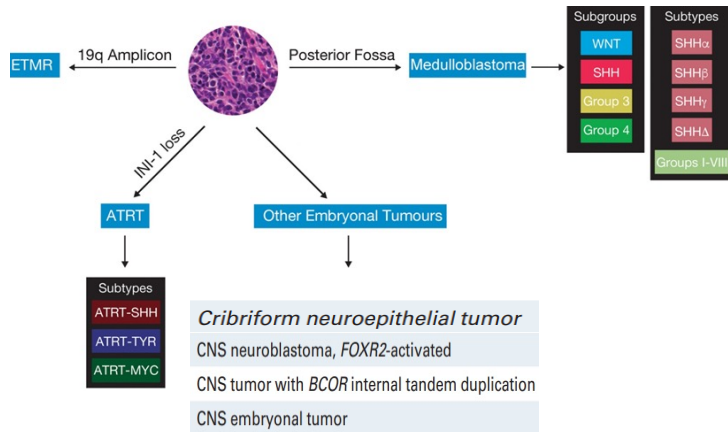 ETMR
19q Amplicon
Posterior Fossa
Medulloblastoma
Subgroups
WNT
SHH
Group 3
Group 4
Subtypes
SHHα
SHHβ
SHHγ
SHHΔ
Groups I-VIII
INI-1 loss
ATRT
Other Embryonal Tumours
Subtypes
ATRT-SHH
ATRT-TYR
ATRT-MYC
Cribriform neuroepithelial tumor
CNS neuroblastoma, FOXR2-activated
CNS tumor with BCOR internal tandem duplication
CNS embryonal tumor